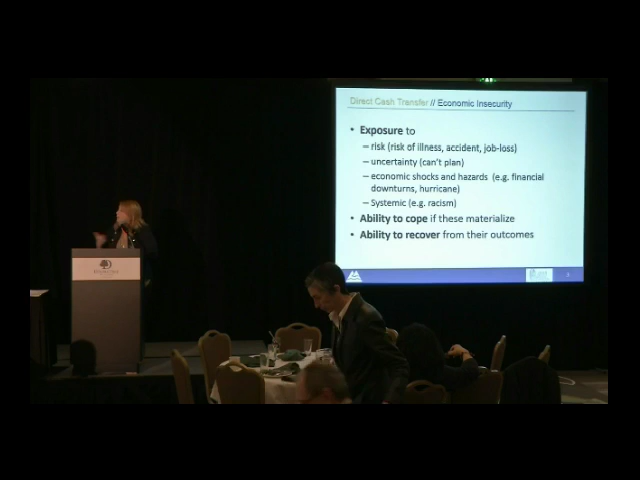 Direct Cash Transfer // Economic Insecurity
• Exposure to
– risk (risk of illness, accident, job-loss)
– uncertainty (can't plan)
– economic shocks and hazards (e.g. financial
downturns, hurricane)
– Systemic (e.g. racism)
• Ability to cope if these materialize
• Ability to recover from their outcomes